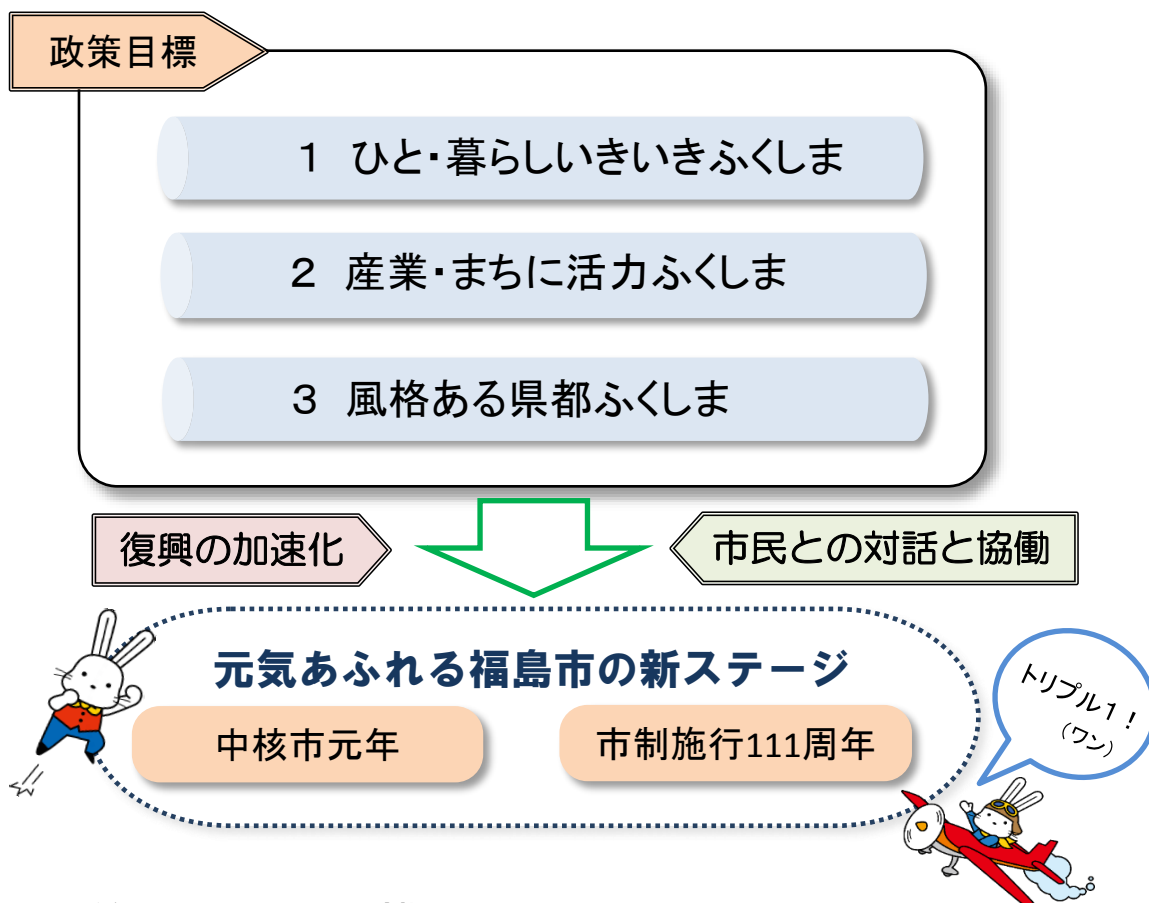 政策目標
１ ひと・暮らしいきいきふくしま
２ 産業・まちに活力ふくしま
３ 風格ある県都ふくしま
復興の加速化
市民との対話と協働
元気あふれる福島市の新ステージ
中核市元年
市制施行111周年
トリプル１！
（ワン）